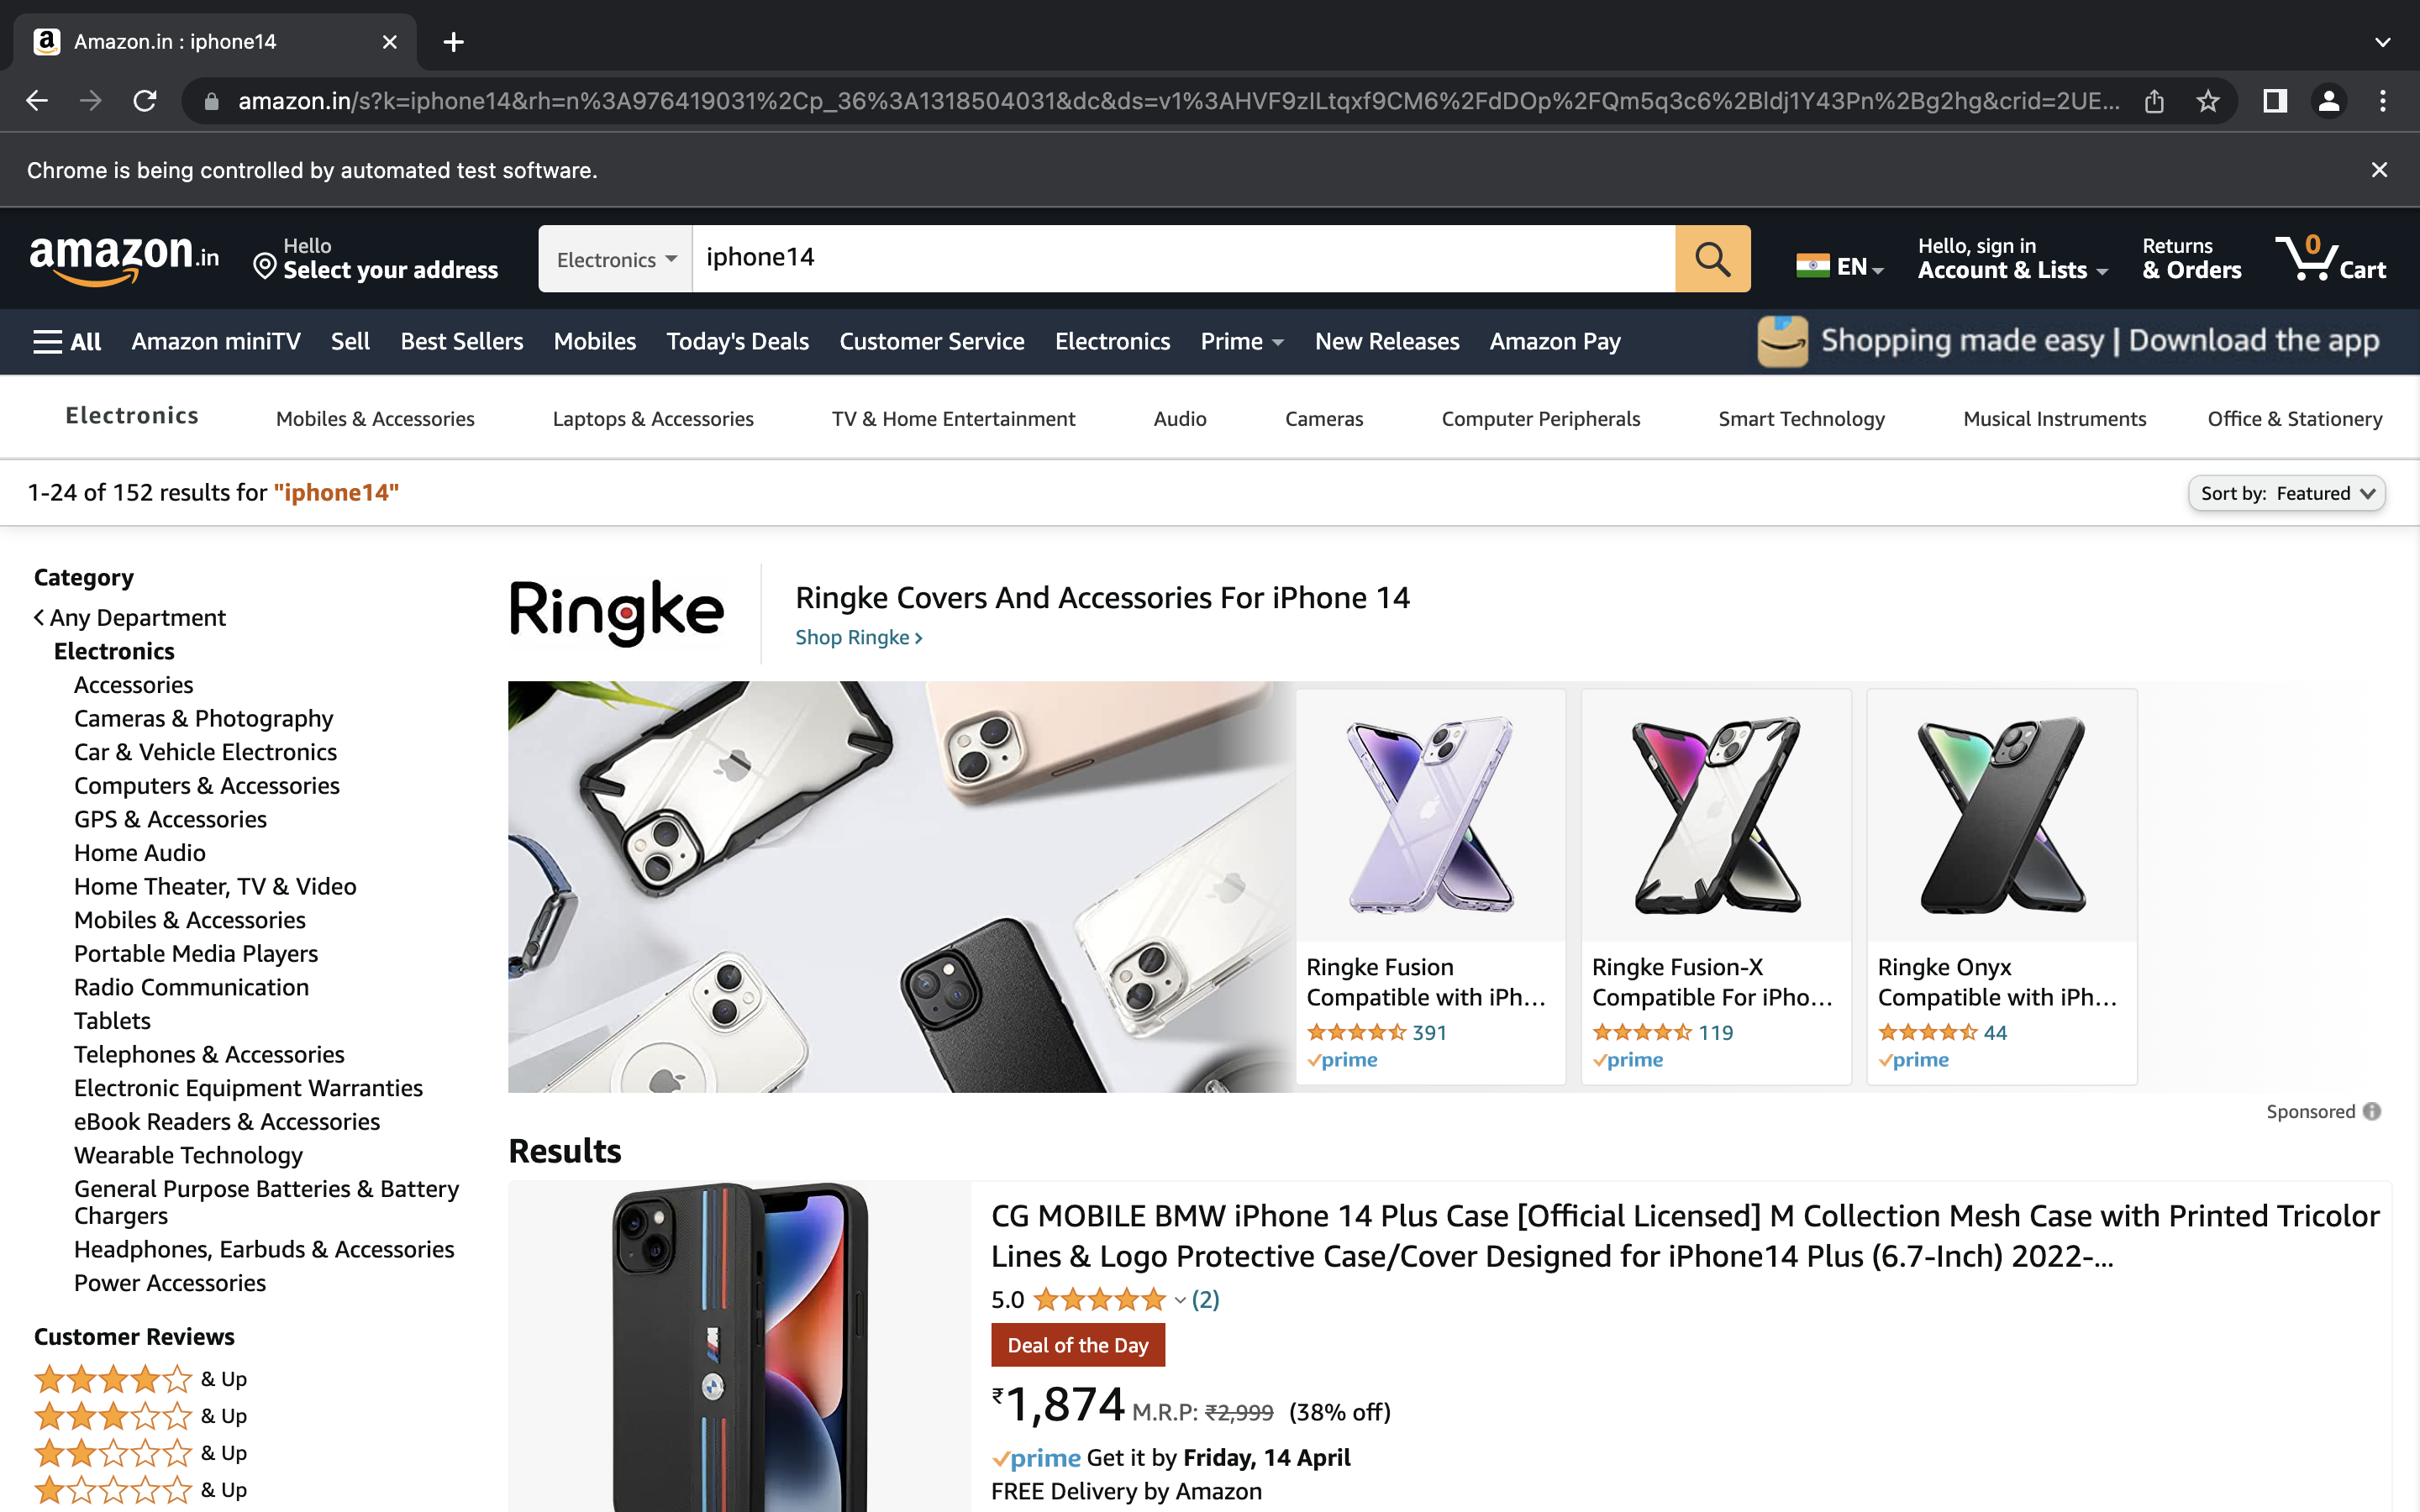 Amazon.in : iphone14
amazon.in/s?k=iphone14&rh=n%3A976419031%2Cp_36%3A1318504031&dc&ds=v1%3AHVF9zILtqxf9CM6%2FdDOp%2FQm5q3c6%2Bldj1Y43Pn%2Bg2hg&crid=2UE...
Chrome is being controlled by automated test software.
amazon.in
Hello
Select your address
Electronics
iphone14
EN
Hello, sign in
Account & Lists
Returns
& Orders
0
Cart
All
Amazon miniTV
Sell
Best Sellers
Mobiles
Today's Deals
Customer Service
Electronics
Prime
New Releases
Amazon Pay
Shopping made easy | Download the app
Electronics
Mobiles & Accessories
Laptops & Accessories
TV & Home Entertainment
Audio
Cameras
Computer Peripherals
Smart Technology
Musical Instruments
Office & Stationery
1-24 of 152 results for "iphone14"
Sort by: Featured
Category
Any Department
Electronics
Accessories
Cameras & Photography
Car & Vehicle Electronics
Computers & Accessories
GPS & Accessories
Home Audio
Home Theater, TV & Video
Mobiles & Accessories
Portable Media Players
Radio Communication
Tablets
Telephones & Accessories
Electronic Equipment Warranties
eBook Readers & Accessories
Wearable Technology
General Purpose Batteries & Battery
Chargers
Headphones, Earbuds & Accessories
Power Accessories
Customer Reviews
& Up
& Up
& Up
& Up
Ringke
Ringke Covers And Accessories For iPhone 14
Shop Ringke ›
Ringke Fusion
Compatible with iPh...
391
prime
Ringke Fusion-X
Compatible For iPho...
119
prime
Ringke Onyx
Compatible with iPh...
44
prime
Sponsored
Results
CG MOBILE BMW iPhone 14 Plus Case [Official Licensed] M Collection Mesh Case with Printed Tricolor
Lines & Logo Protective Case/Cover Designed for iPhone14 Plus (6.7-Inch) 2022-...
5.0 (2)
Deal of the Day
₹1,874 M.R.P: ₹2,999 (38% off)
prime Get it by Friday, 14 April
FREE Delivery by Amazon